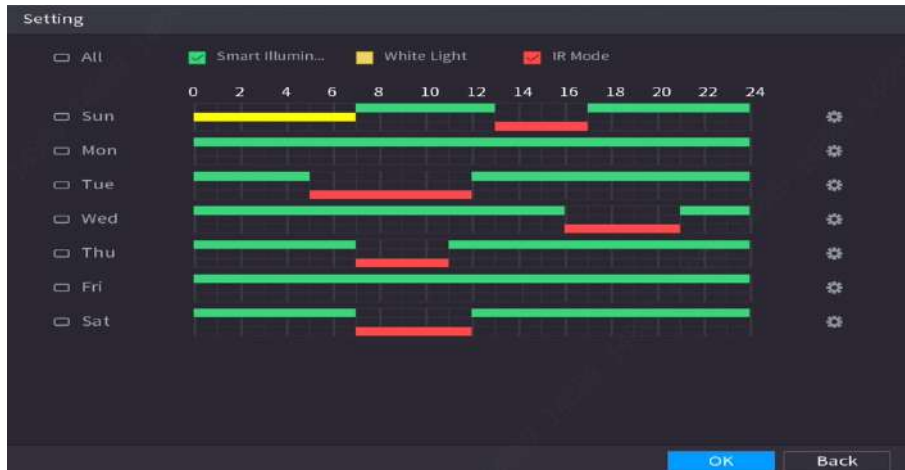 Setting
All Smart Illumin... White Light IR Mode
0 2 4 6 8 10 12 14 16 18 20 22 24
Sun
Mon
Tue
Wed
Thu
Fri
Sat
OK Back